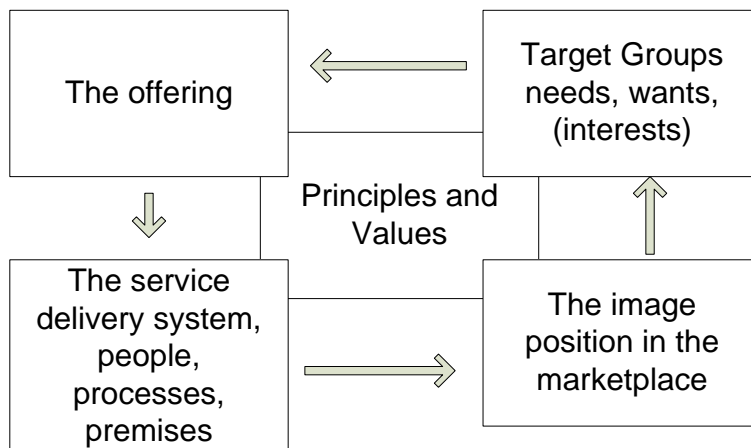 The offering
Target Groups
needs, wants,
(interests)
Principles and
Values
The service
delivery system,
people,
processes,
premises
The image
position in the
marketplace